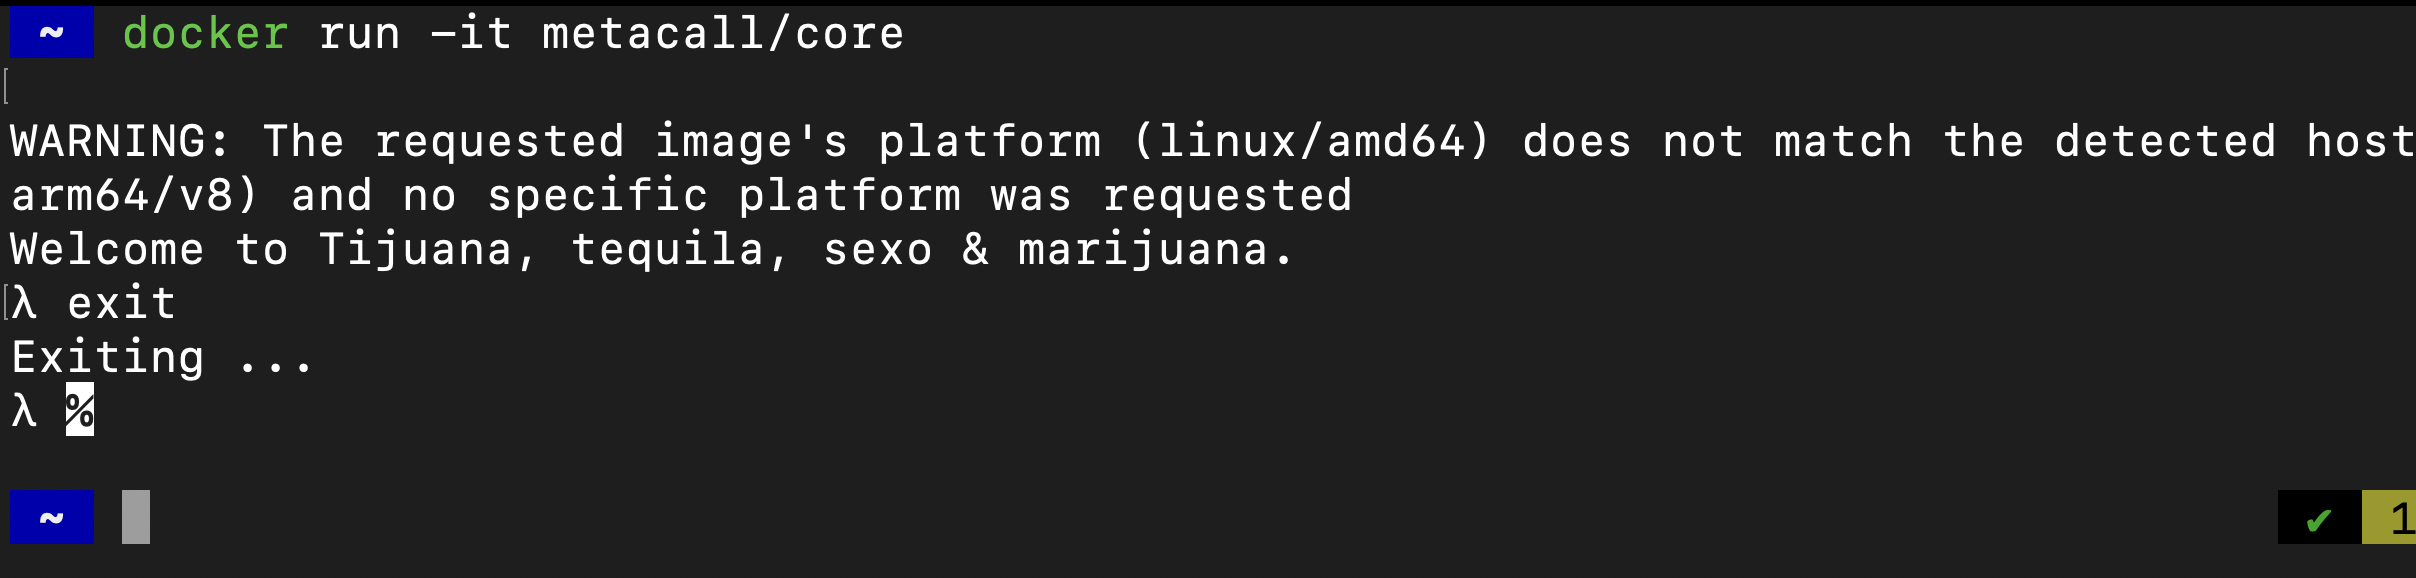 ~ docker run -it metacall/core
WARNING: The requested image's platform (linux/amd64) does not match the detected host
arm64/v8) and no specific platform was requested
Welcome to Tijuana, tequila, sexo & marijuana.
λ exit
Exiting ...
λ %
~ ✔ 1